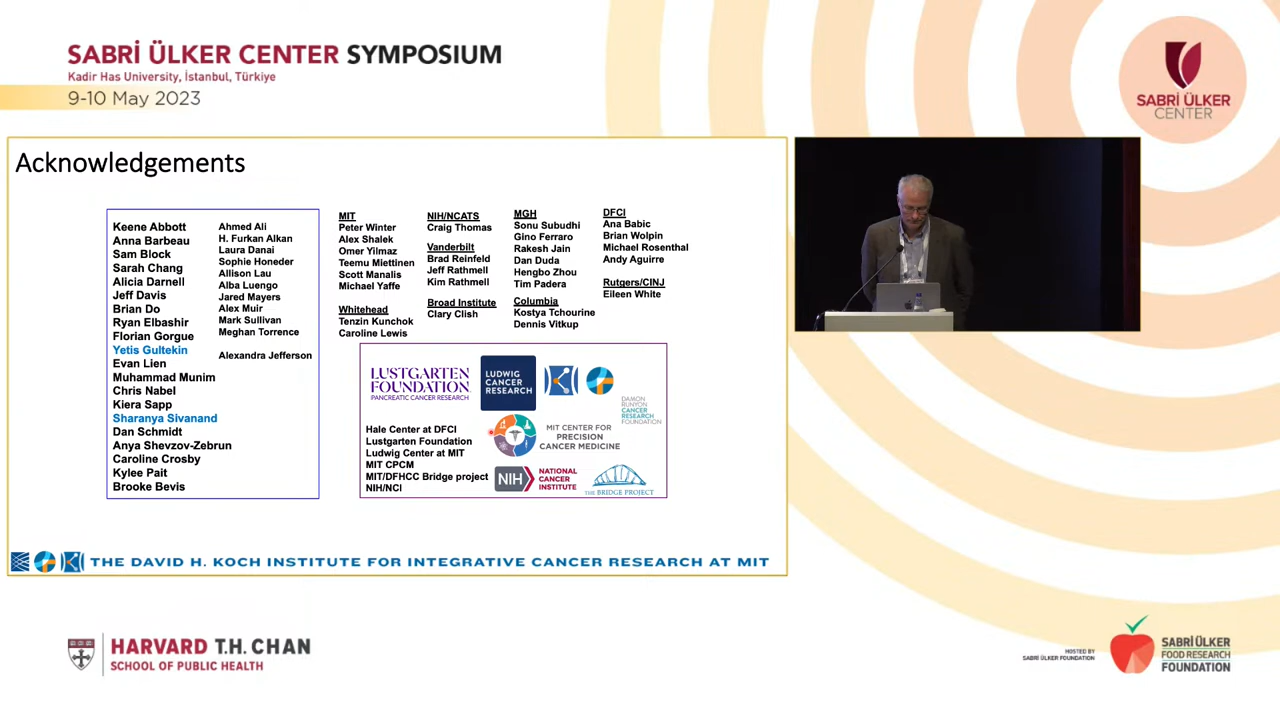 SABRİ ÜLKER CENTER SYMPOSIUM
Kadir Has University, İstanbul, Türkiye
9-10 May 2023
SABRİ ÜLKER
CENTER
Acknowledgements
Keene Abbott
Anna Barbeau
Sam Block
Sarah Chang
Alicia Darnell
Jeff Davis
Brian Do
Ryan Elbashir
Florian Gorgue
Yetis Gultekin
Evan Lien
Muhammad Munim
Chris Nabel
Kiera Sapp
Sharanya Sivanand
Dan Schmidt
Anya Shevzov-Zebrun
Caroline Crosby
Kylee Pait
Brooke Bevis
Ahmed Ali
H. Furkan Alkan
Laura Danai
Sophie Honeder
Allison Lau
Alba Luengo
Jared Mayers
Alex Muir
Mark Sullivan
Meghan Torrence
Alexandra Jefferson
MIT
Peter Winter
Alex Shalek
Omer Yilmaz
Teemu Miettinen
Scott Manalis
Michael Yaffe
Whitehead
Tenzin Kunchok
Caroline Lewis
NIH/NCATS
Craig Thomas
Vanderbilt
Brad Reinfeld
Jeff Rathmell
Kim Rathmell
Broad Institute
Clary Clish
MGH
Sonu Subudhi
Gino Ferraro
Rakesh Jain
Dan Duda
Hengbo Zhou
Tim Padera
Columbia
Kostya Tchourine
Dennis Vitkup
DFCI
Ana Babic
Brian Wolpin
Michael Rosenthal
Andy Aguirre
Rutgers/CINJ
Eileen White
LUSTGARTEN
FOUNDATION
PANCREATIC CANCER RESEARCH
LUDWIG
CANCER
RESEARCH
DAMON
RUNYON
CANCER
RESEARCH
FOUNDATION
Hale Center at DFCI
Lustgarten Foundation
Ludwig Center at MIT
MIT CPCM
MIT/DFHCC Bridge project
NIH/NCI
MIT CENTER FOR
PRECISION
CANCER MEDICINE
NIH
NATIONAL
CANCER
INSTITUTE
THE BRIDGE PROJECT
THE DAVID H. KOCH INSTITUTE FOR INTEGRATIVE CANCER RESEARCH AT MIT
HARVARD T.H. CHAN
SCHOOL OF PUBLIC HEALTH
HOSTED BY
SABRİ ÜLKER FOUNDATION
SABRİ ÜLKER
FOOD RESEARCH
FOUNDATION